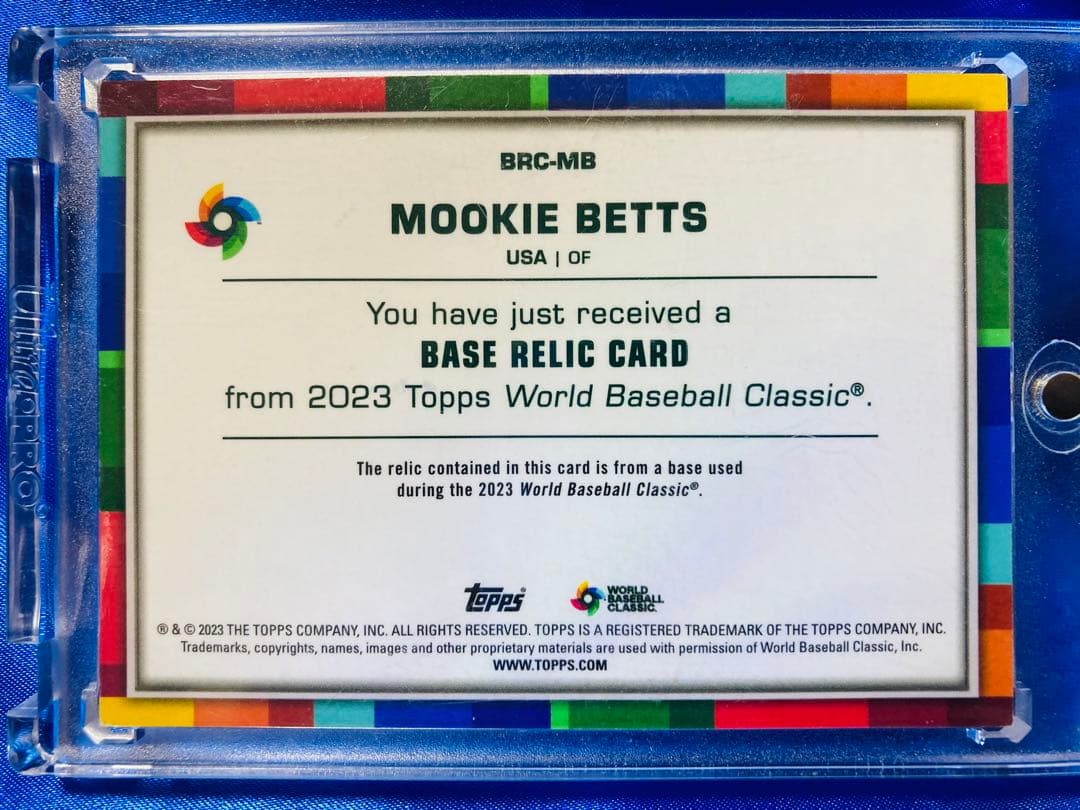 BRC-MB
MOOKIE BETTS
USA | OF
You have just received a
BASE RELIC CARD
from 2023 Topps World Baseball Classic®.
The relic contained in this card is from a base used
during the 2023 World Baseball Classic®.
topps
WORLD
BASEBALL
CLASSIC
® & © 2023 THE TOPPS COMPANY, INC. ALL RIGHTS RESERVED. TOPPS IS A REGISTERED TRADEMARK OF THE TOPPS COMPANY, INC.
Trademarks, copyrights, names, images and other proprietary materials are used with permission of World Baseball Classic, Inc.
WWW.TOPPS.COM
UltraPRO®